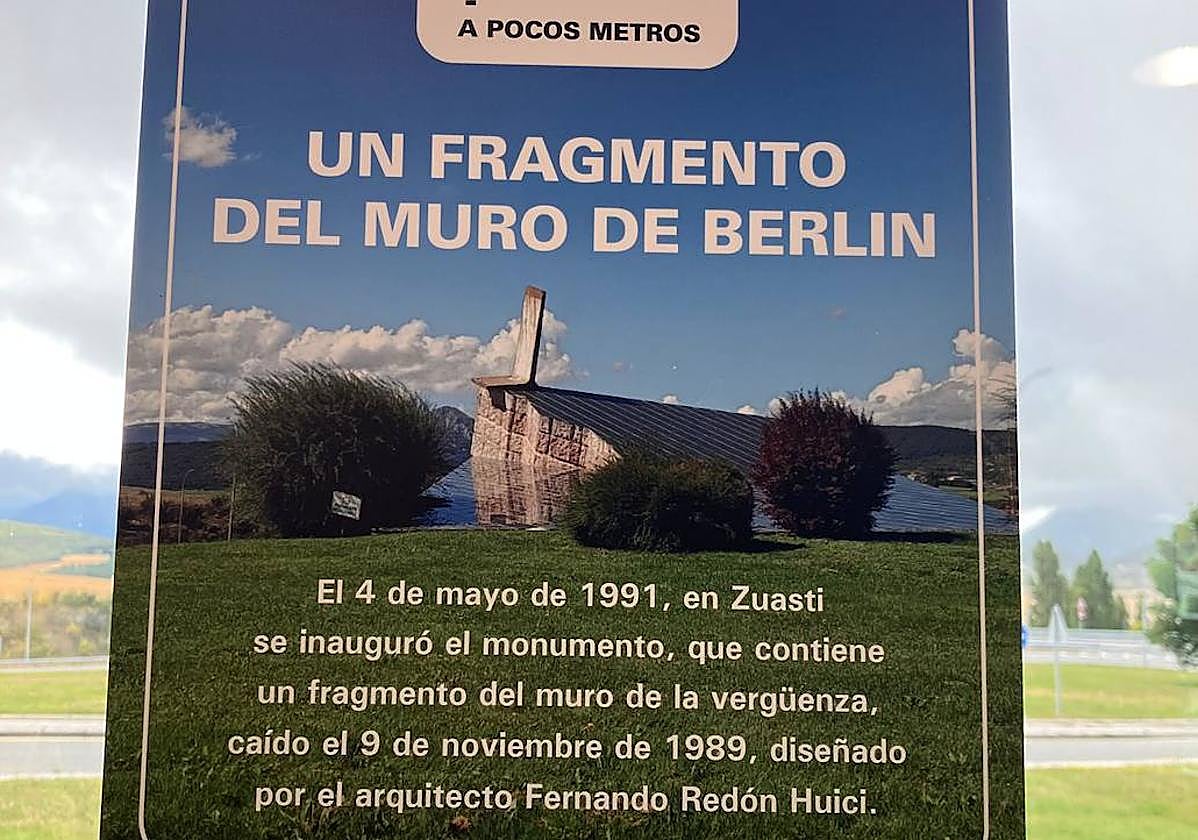 A POCOS METROS
UN FRAGMENTO
DEL MURO DE BERLIN
El 4 de mayo de 1991, en Zuasti
se inauguró el monumento, que contiene
un fragmento del muro de la vergüenza,
caído el 9 de noviembre de 1989, diseñado
por el arquitecto Fernando Redón Huici.